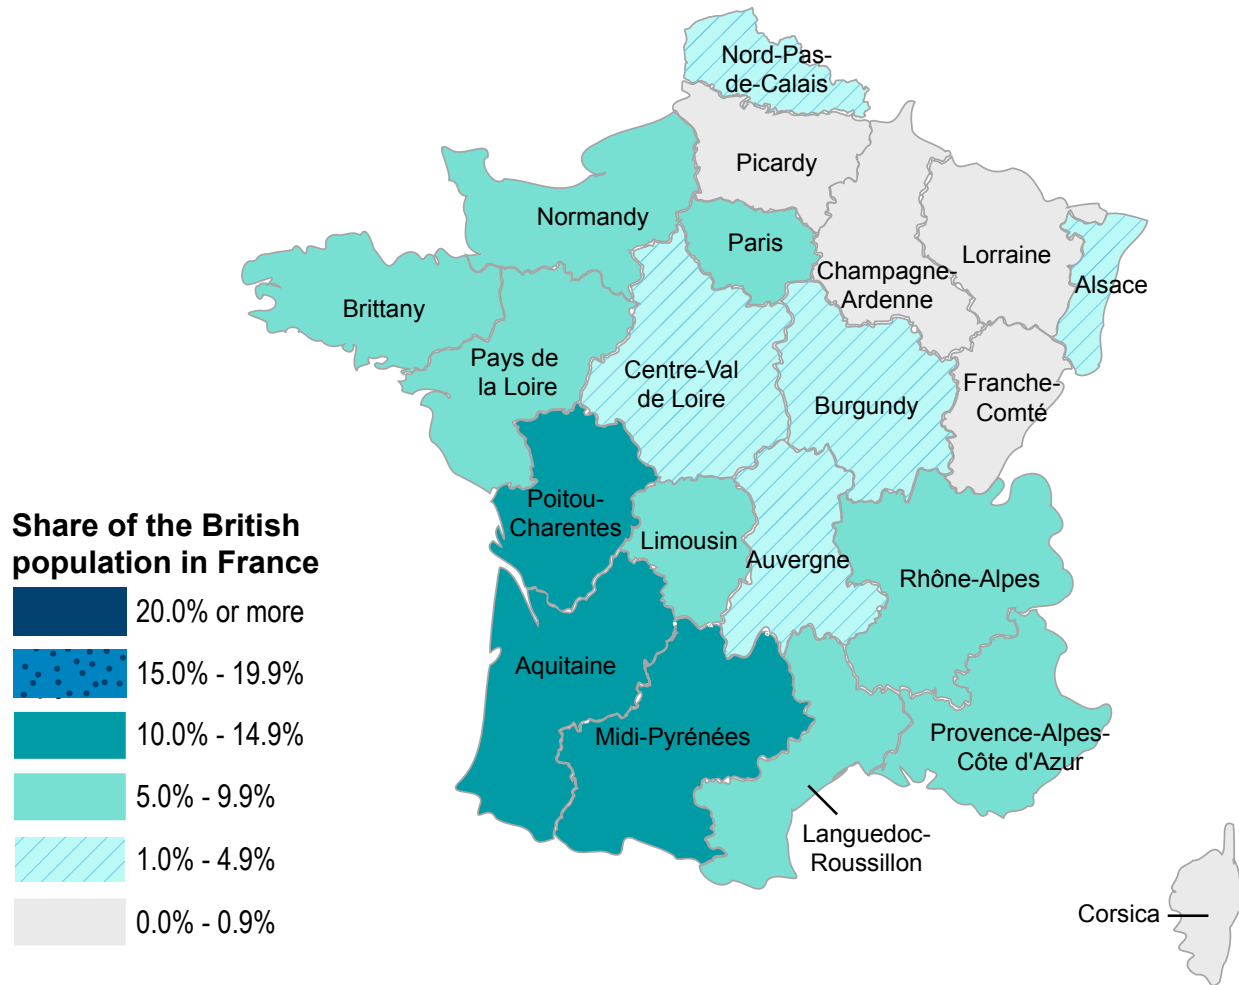 Nord-Pas-
de-Calais
Picardy
Normandy
Paris
Champagne-
Ardenne
Lorraine
Alsace
Brittany
Pays de
la Loire
Centre-Val
de Loire
Burgundy
Franche-
Comté
Poitou-
Charentes
Limousin
Auvergne
Rhône-Alpes
Aquitaine
Midi-Pyrénées
Provence-Alpes-
Côte d'Azur
Languedoc-
Roussillon
Corsica
Share of the British
population in France
20.0% or more
15.0% - 19.9%
10.0% - 14.9%
5.0% - 9.9%
1.0% - 4.9%
0.0% - 0.9%